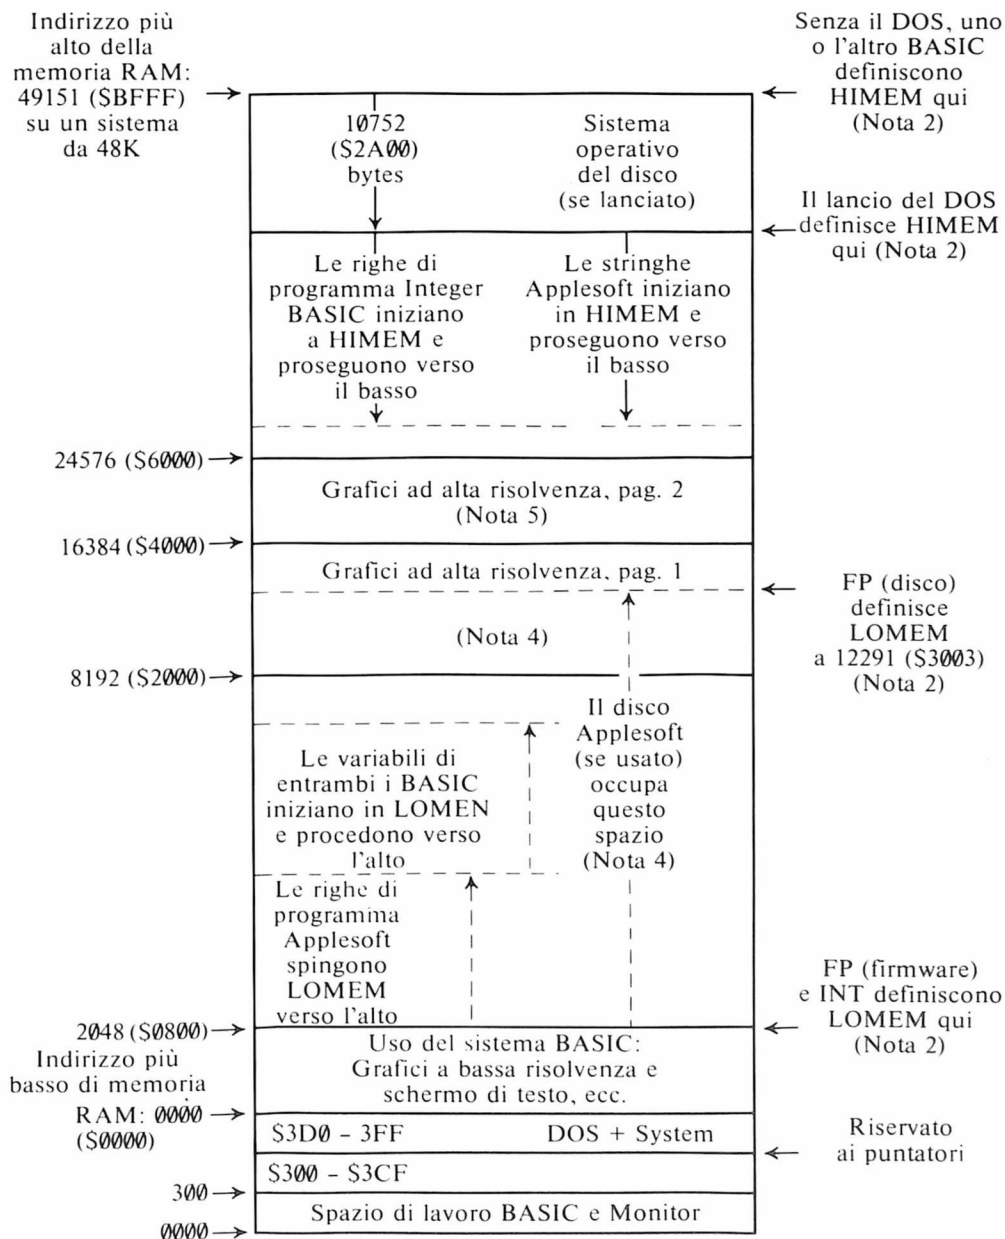 Indirizzo più
alto della
memoria RAM:
49151 ($BFFF)
su un sistema
da 48K
Senza il DOS, uno
o l'altro BASIC
definiscono
HIMEM qui
(Nota 2)
10752
($2A00)
bytes
Sistema
operativo
del disco
(se lanciato)
Il lancio del DOS
definisce HIMEM
qui (Nota 2)
Le righe di
programma Integer
BASIC iniziano
a HIMEM e
proseguono verso
il basso
Le stringhe
Applesoft iniziano
in HIMEM e
proseguono verso
il basso
24576 ($6000)
Grafici ad alta risolvenza, pag. 2
(Nota 5)
16384 ($4000)
Grafici ad alta risolvenza, pag. 1
(Nota 4)
FP (disco)
definisce
LOMEM
a 12291 ($3003)
(Nota 2)
8192 ($2000)
Il disco
Applesoft
(se usato)
occupa
questo
spazio
(Nota 4)
Le variabili di
entrambi i BASIC
iniziano in LOMEN
e procedono verso
l'alto
Le righe di
programma
Applesoft
spingono
LOMEM
verso l'alto
FP (firmware)
e INT definiscono
LOMEM qui
(Nota 2)
2048 ($0800)
Uso del sistema BASIC:
Grafici a bassa risolvenza e
schermo di testo, ecc.
Indirizzo più
basso di memoria
RAM: 0000
($0000)
$3D0 – 3FF DOS + System
Riservato
ai puntatori
$300 – $3CF
300
Spazio di lavoro BASIC e Monitor
0000